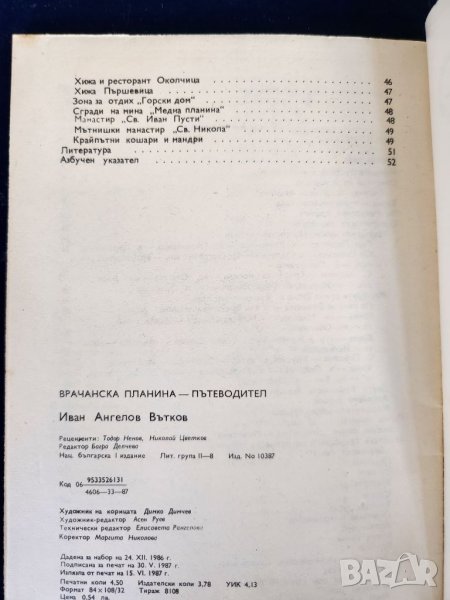 Хижа и ресторант Околчица 46
Хижа Пършевица 47
Зона за отдих „Горски дом“ 47
Сгради на мина „Медна планина“ 48
Манастир „Св. Иван Пусти“ 48
Мътнишки манастир „Св. Никола“ 49
Крайпътни кошари и мандри 49
Литература 51
Азбучен указател 52
ВРАЧАНСКА ПЛАНИНА — ПЪТЕВОДИТЕЛ
Иван Ангелов Вътков
Рецензенти: Тодор Ненов, Николай Цветков
Редактор Богра Делчева
Нац. българска I издание Лит. група II—8 Изд. No 10387
Код 06 9533526131
4606—33—87
Художник на корицата Димко Димчев
Художник-редактор Асен Руев
Технически редактор Елисавета
Коректор Маргита Николова
Дадена за набор на 24. XII. 1986 г.
Подписана за печат на 30. V. 1987 г.
Излязла от печат на 15. VI. 1987 г.
Печатни коли 4,50 Издателски коли 3,78 УИК 4,13
Формат 84×108/32 Тираж 8108
Цена 0,54 лв.
BAZAR